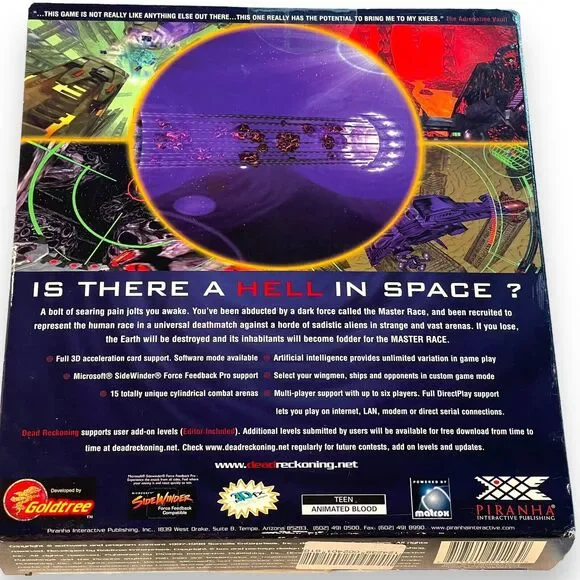 "...THIS GAME IS NOT REALLY LIKE ANYTHING ELSE OUT THERE...THIS ONE REALLY HAS THE POTENTIAL TO BRING ME TO MY KNEES." The Adrenaline Vault
IS THERE A HELL IN SPACE ?
A bolt of searing pain jolts you awake. You've been abducted by a dark force called the Master Race, and been recruited to
represent the human race in a universal deathmatch against a horde of sadistic aliens in strange and vast arenas. If you lose,
the Earth will be destroyed and its inhabitants will become fodder for the MASTER RACE.
Full 3D acceleration card support. Software mode available
Microsoft® SideWinder® Force Feedback Pro support
15 totally unique cylindrical combat arenas
Artificial intelligence provides unlimited variation in game play
Select your wingmen, ships and opponents in custom game mode
Multi-player support with up to six players. Full DirectPlay support
lets you play on internet, LAN, modem or direct serial connections.
Dead Reckoning supports user add-on levels (Editor Included). Additional levels submitted by users will be available for free download from time to
time at deadreckoning.net. Check www.deadreckoning.net regularly for future contests, add on levels and updates.
www.deadreckoning.net
Developed by
Goldtree
Microsoft® Sidewinder® Force Feedback Pro -
Experience the
MICROSOFT
SIDEWINDER
Force Feedback
Compatible
TEEN
ANIMATED BLOOD
POWERED BY
matrox
PIRANHA
INTERACTIVE PUBLISHING
Piranha Interactive Publishing, Inc. 1839 West Drake, Suite B, Tempe, Arizona 85283. (602) 491 0500. Fax. (602) 491 8990. www.piranhainteractive.com